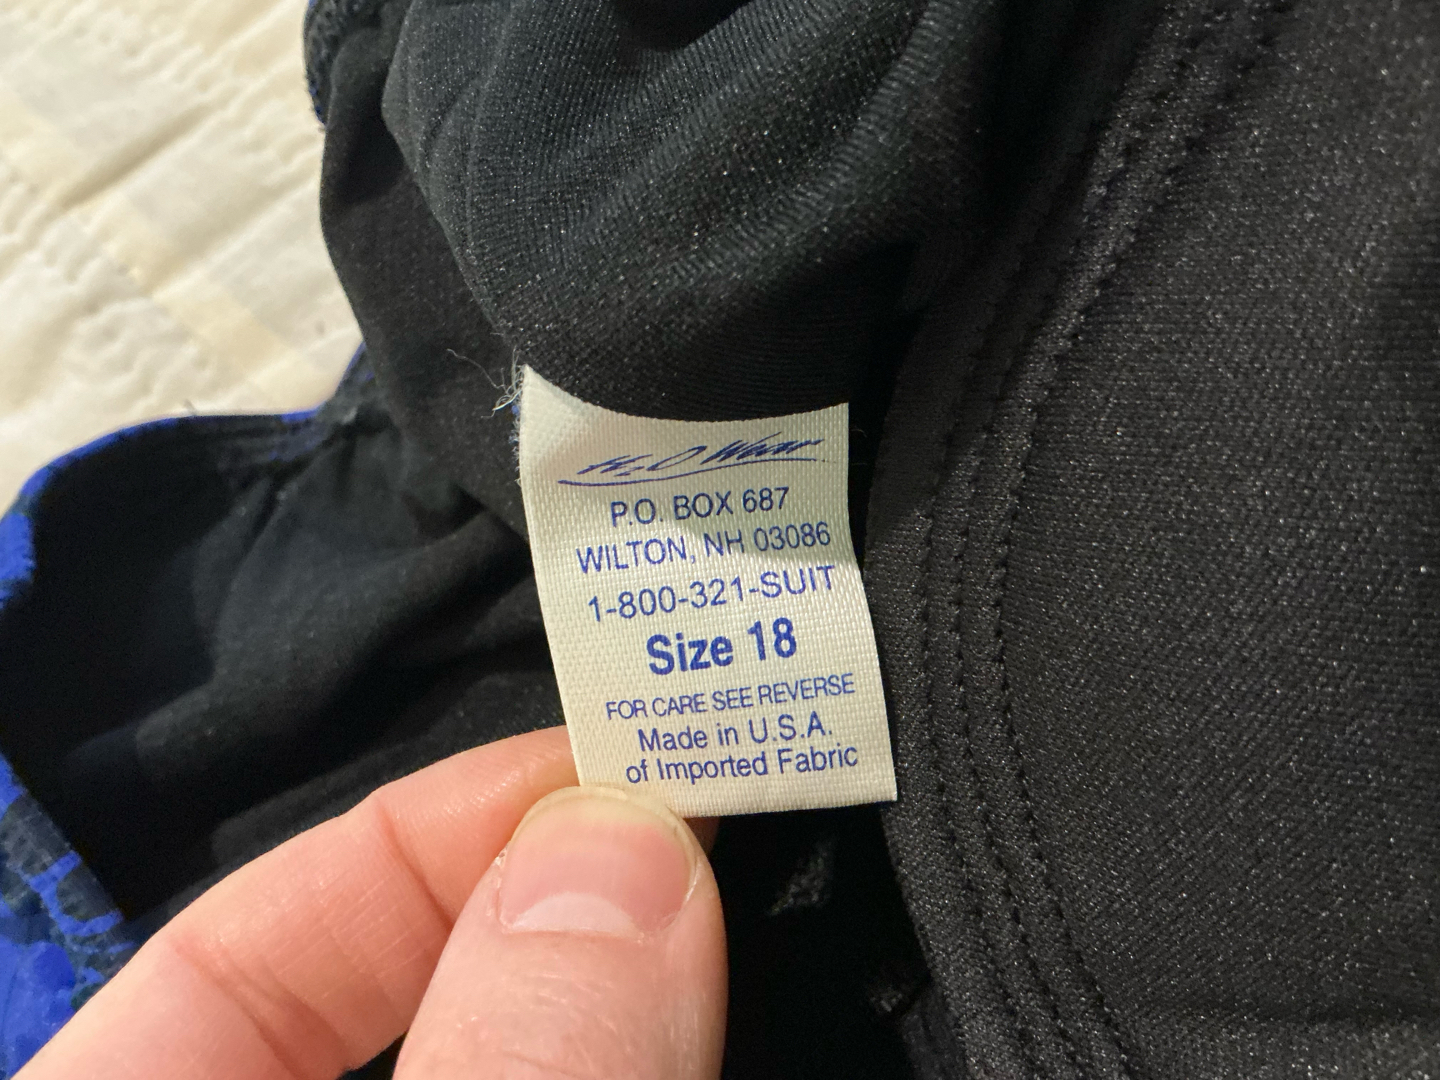 H2O Wear
P.O. BOX 687
WILTON, NH 03086
1-800-321-SUIT
Size 18
FOR CARE SEE REVERSE
Made in U.S.A.
of Imported Fabric